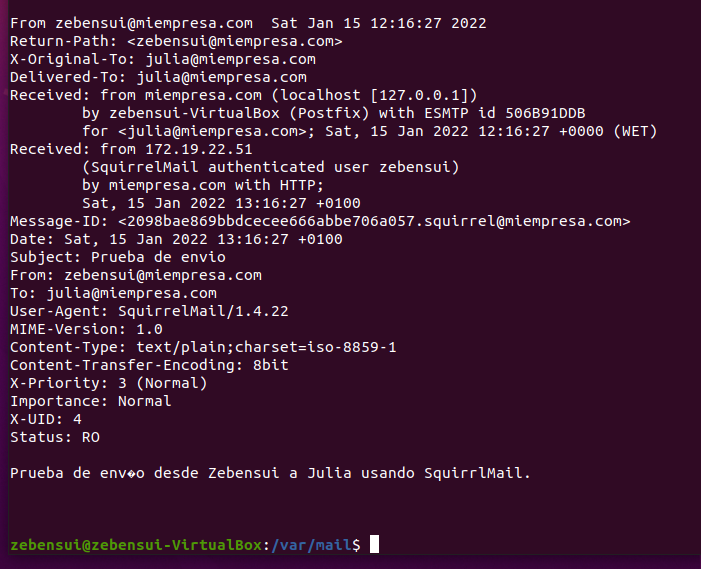 From zebensui@miempresa.com  Sat Jan 15 12:16:27 2022
Return-Path: <zebensui@miempresa.com>
X-Original-To: julia@miempresa.com
Delivered-To: julia@miempresa.com
Received: from miempresa.com (localhost [127.0.0.1])
        by zebensui-VirtualBox (Postfix) with ESMTP id 506B91DDB
        for <julia@miempresa.com>; Sat, 15 Jan 2022 12:16:27 +0000 (WET)
Received: from 172.19.22.51
        (SquirrelMail authenticated user zebensui)
        by miempresa.com with HTTP;
        Sat, 15 Jan 2022 13:16:27 +0100
Message-ID: <2098bae869bbdcecee666abbe706a057.squirrel@miempresa.com>
Date: Sat, 15 Jan 2022 13:16:27 +0100
Subject: Prueba de envio
From: zebensui@miempresa.com
To: julia@miempresa.com
User-Agent: SquirrelMail/1.4.22
MIME-Version: 1.0
Content-Type: text/plain;charset=iso-8859-1
Content-Transfer-Encoding: 8bit
X-Priority: 3 (Normal)
Importance: Normal
X-UID: 4
Status: RO
Prueba de env�o desde Zebensui a Julia usando SquirrlMail.
zebensui@zebensui-VirtualBox:/var/mail$